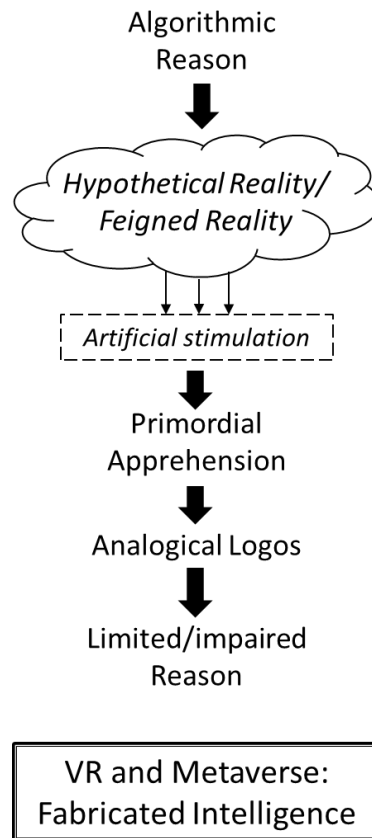 Algorithmic
Reason
Hypothetical Reality/
Feigned Reality
Artificial stimulation
Primordial
Apprehension
Analogical Logos
Limited/impaired
Reason
VR and Metaverse:
Fabricated Intelligence